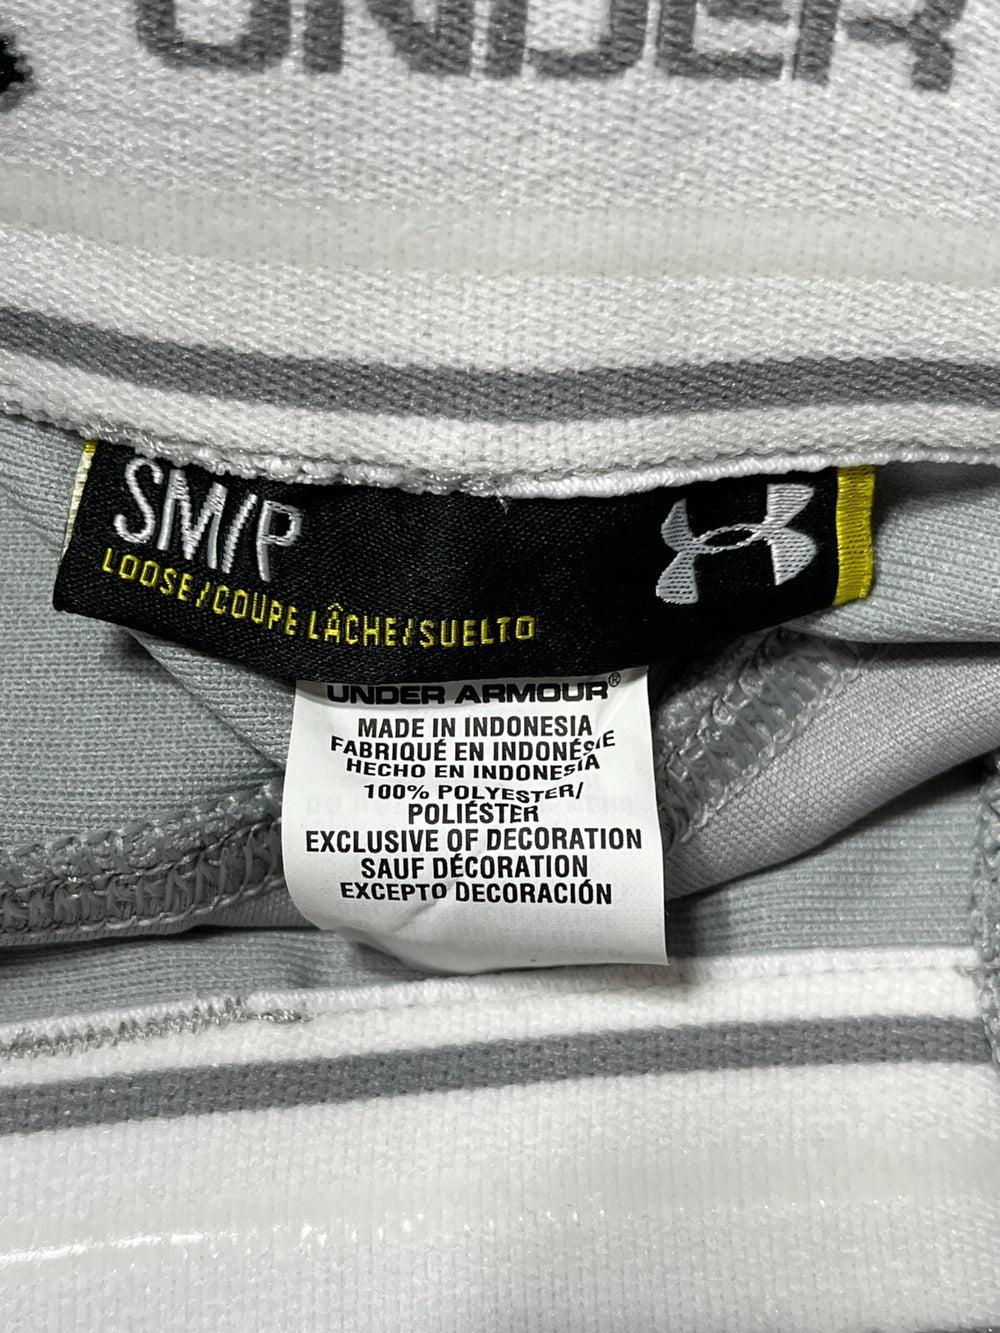 UNDER
SM/P
LOOSE/COUPE LÂCHE/SUELTO
UNDER ARMOUR®
MADE IN INDONESIA
FABRIQUÉ EN INDONÉSIE
HECHO EN INDONESIA
100% POLYESTER/
POLIÉSTER
EXCLUSIVE OF DECORATION
SAUF DÉCORATION
EXCEPTO DECORACIÓN